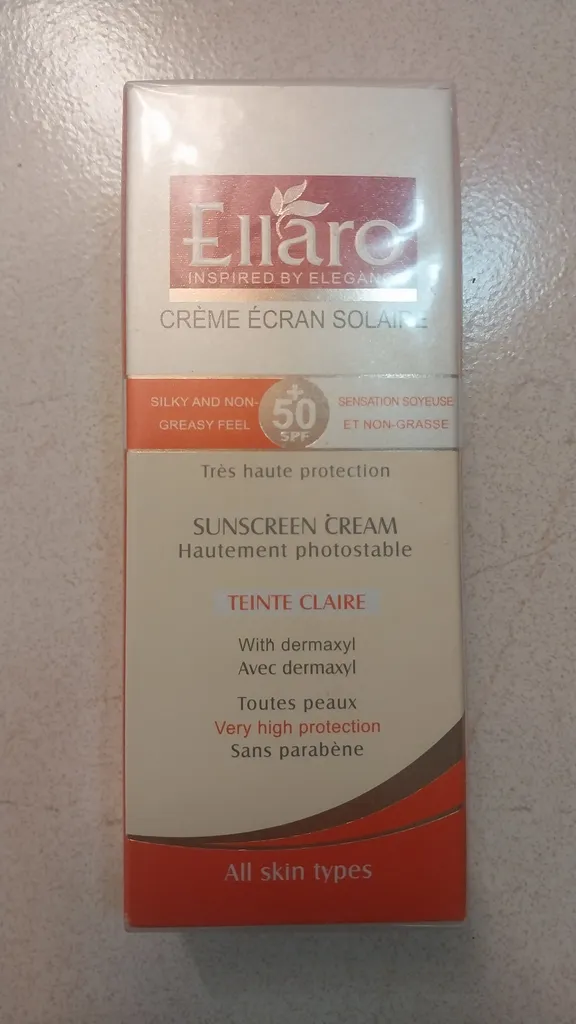 Ellaro
INSPIRED BY ELEGANCE
CRÈME ÉCRAN SOLAIRE
SILKY AND NON-
GREASY FEEL
+
50
SPF
SENSATION SOYEUSE
ET NON-GRASSE
Très haute protection
SUNSCREEN CREAM
Hautement photostable
TEINTE CLAIRE
With dermaxyl
Avec dermaxyl
Toutes peaux
Very high protection
Sans parabène
All skin types